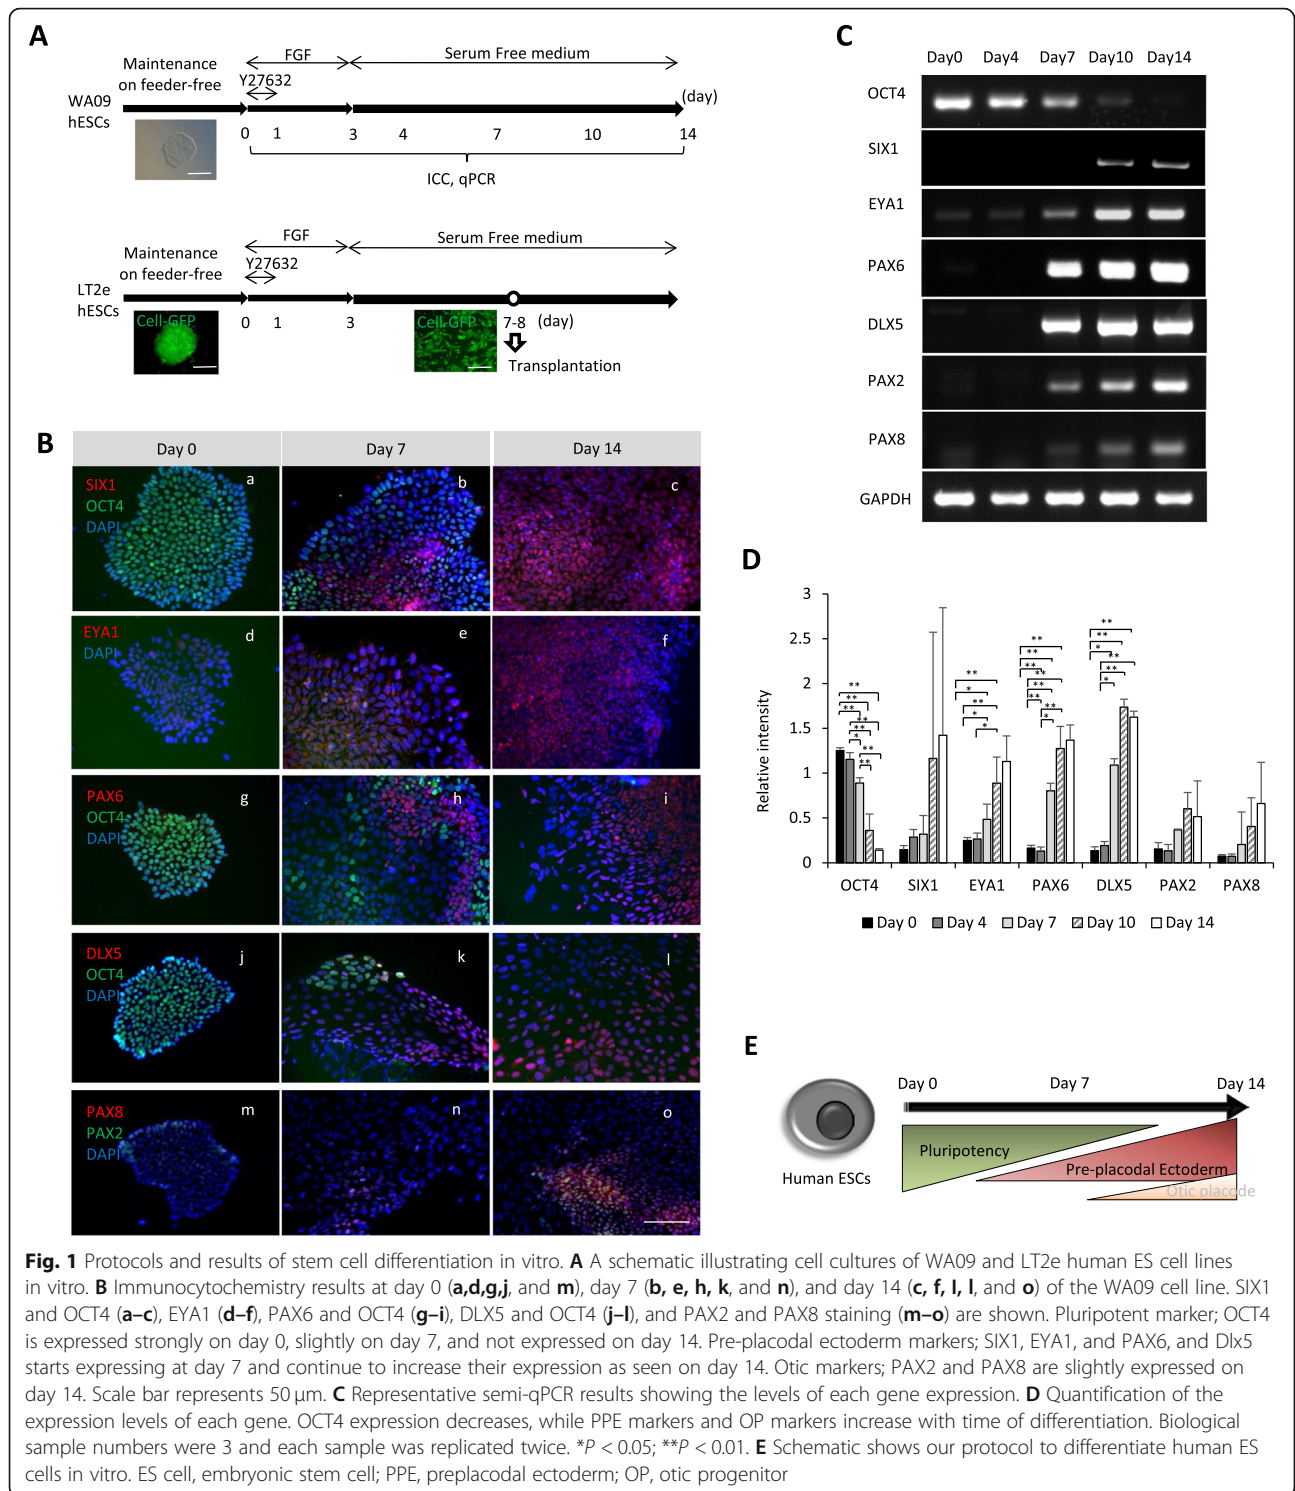 A
FGF
Serum Free medium
Maintenance
on feeder-free
Y27632
WA09
hESCs
(day)
0 1 3 4 7 10 14
ICC, qPCR
FGF
Serum Free medium
Maintenance
on feeder-free
Y27632
LT2e
hESCs
Cell-GFP
Cell-GFP
0 1 3 7-8 (day)
Transplantation
B
Day 0 Day 7 Day 14
SIX1
OCT4
DAPI
a b c
EYA1
DAPI
d e f
PAX6
OCT4
DAPI
g h i
DLX5
OCT4
DAPI
j k l
PAX8
PAX2
DAPI
m n o
C
Day0 Day4 Day7 Day10 Day14
OCT4
SIX1
EYA1
PAX6
DLX5
PAX2
PAX8
GAPDH
D
Relative intensity
3
2.5
2
1.5
1
0.5
0
** ** ** ** ** * ** **
** * ** * *
** ** ** ** ** ** ** *
** ** * ** ** *
OCT4 SIX1 EYA1 PAX6 DLX5 PAX2 PAX8
Day 0 Day 4 Day 7 Day 10 Day 14
E
Day 0 Day 7 Day 14
Human ESCs
Pluripotency
Pre-placodal Ectoderm
Otic placode
Fig. 1 Protocols and results of stem cell differentiation in vitro. A A schematic illustrating cell cultures of WA09 and LT2e human ES cell lines
in vitro. B Immunocytochemistry results at day 0 (a,d,g,j, and m), day 7 (b, e, h, k, and n), and day 14 (c, f, I, l, and o) of the WA09 cell line. SIX1
and OCT4 (a–c), EYA1 (d–f), PAX6 and OCT4 (g–i), DLX5 and OCT4 (j–l), and PAX2 and PAX8 staining (m–o) are shown. Pluripotent marker; OCT4
is expressed strongly on day 0, slightly on day 7, and not expressed on day 14. Pre-placodal ectoderm markers; SIX1, EYA1, and PAX6, and Dlx5
starts expressing at day 7 and continue to increase their expression as seen on day 14. Otic markers; PAX2 and PAX8 are slightly expressed on
day 14. Scale bar represents 50 μm. C Representative semi-qPCR results showing the levels of each gene expression. D Quantification of the
expression levels of each gene. OCT4 expression decreases, while PPE markers and OP markers increase with time of differentiation. Biological
sample numbers were 3 and each sample was replicated twice. *P < 0.05; **P < 0.01. E Schematic shows our protocol to differentiate human ES
cells in vitro. ES cell, embryonic stem cell; PPE, preplacodal ectoderm; OP, otic progenitor